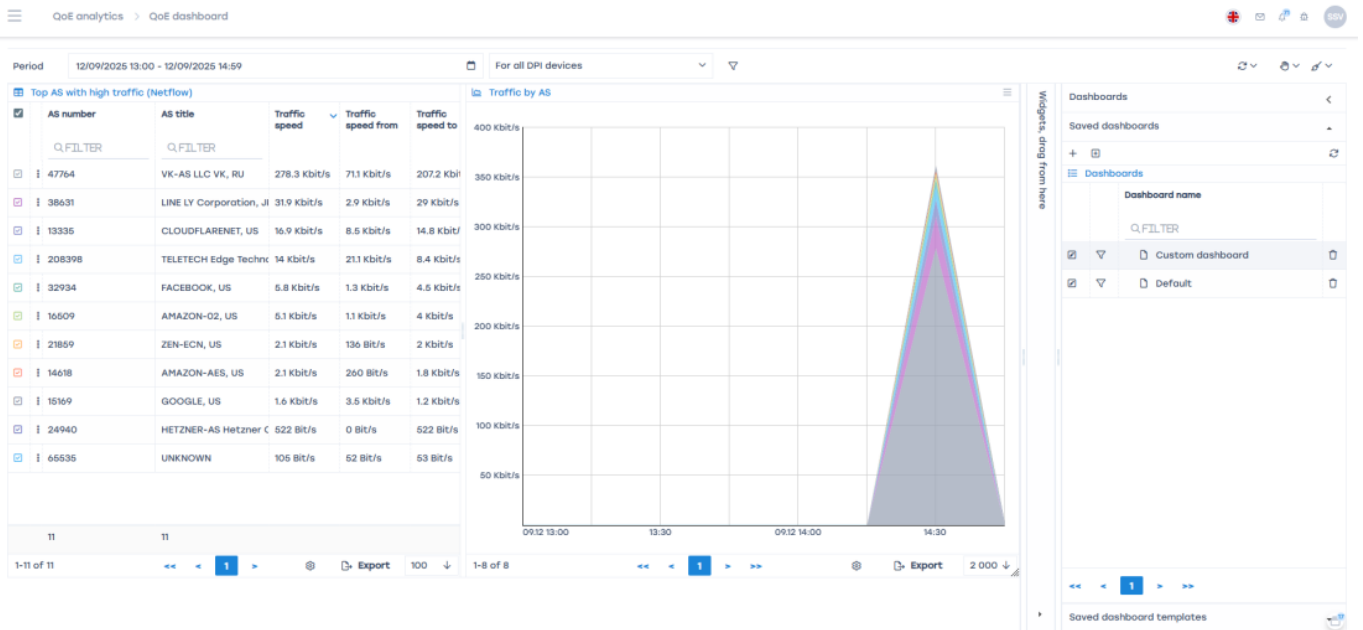 QoE analytics > QoE dashboard
SSV
Period
12/09/2025 13:00 - 12/09/2025 14:59
For all DPI devices
Top AS with high traffic (Netflow)
AS number AS title Traffic speed Traffic speed from Traffic speed to
FILTER FILTER
47764 VK-AS LLC VK, RU 278.3 Kbit/s 71.1 Kbit/s 207.2 Kbi
38631 LINE LY Corporation, JI 31.9 Kbit/s 2.9 Kbit/s 29 Kbit/s
13335 CLOUDFLARENET, US 16.9 Kbit/s 8.5 Kbit/s 14.8 Kbit/
208398 TELETECH Edge Techno 14 Kbit/s 21.1 Kbit/s 8.4 Kbit/s
32934 FACEBOOK, US 5.8 Kbit/s 1.3 Kbit/s 4.5 Kbit/s
16509 AMAZON-02, US 5.1 Kbit/s 1.1 Kbit/s 4 Kbit/s
21859 ZEN-ECN, US 2.1 Kbit/s 136 Bit/s 2 Kbit/s
14618 AMAZON-AES, US 2.1 Kbit/s 260 Bit/s 1.8 Kbit/s
15169 GOOGLE, US 1.6 Kbit/s 3.5 Kbit/s 1.2 Kbit/s
24940 HETZNER-AS Hetzner 522 Bit/s 0 Bit/s 522 Bit/s
65535 UNKNOWN 105 Bit/s 52 Bit/s 53 Bit/s
11 11
1-11 of 11 << < 1 > Export 100
Traffic by AS
400 Kbit/s
350 Kbit/s
300 Kbit/s
250 Kbit/s
200 Kbit/s
150 Kbit/s
100 Kbit/s
50 Kbit/s
09.12 13:00 13:30 09.12 14:00 14:30
1-8 of 8 << < 1 > >> Export 2 000
Widgets, drag from here
Dashboards
Saved dashboards
Dashboards
Dashboard name
FILTER
Custom dashboard
Default
<< < 1 > >>
Saved dashboard templates